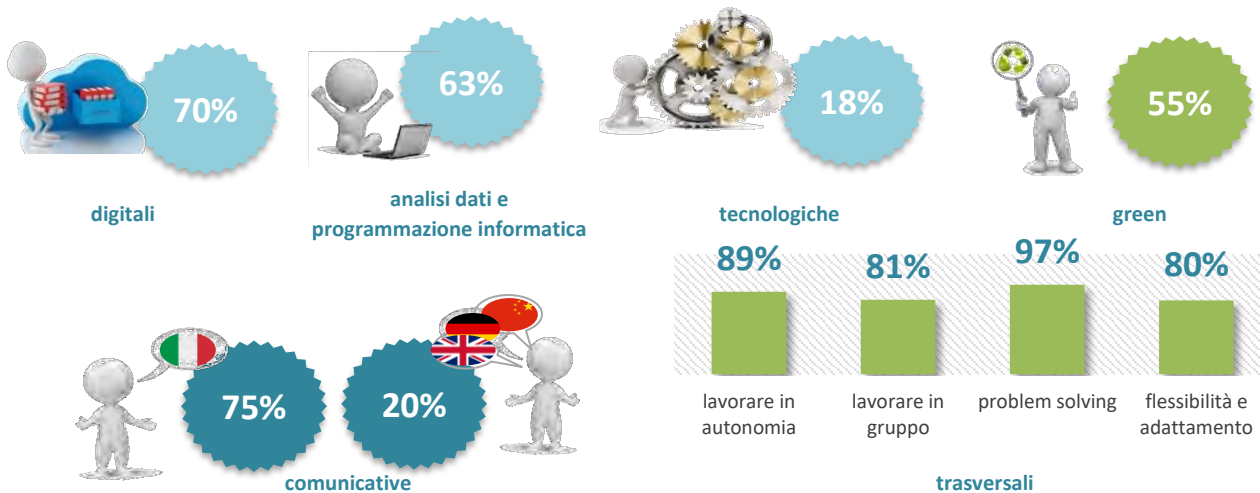 70%
63%
18%
55%
digitali
analisi dati e
programmazione informatica
tecnologiche
green
89%
81%
97%
80%
lavorare in
autonomia
lavorare in
gruppo
problem solving
flessibilità e
adattamento
75%
20%
comunicative
trasversali